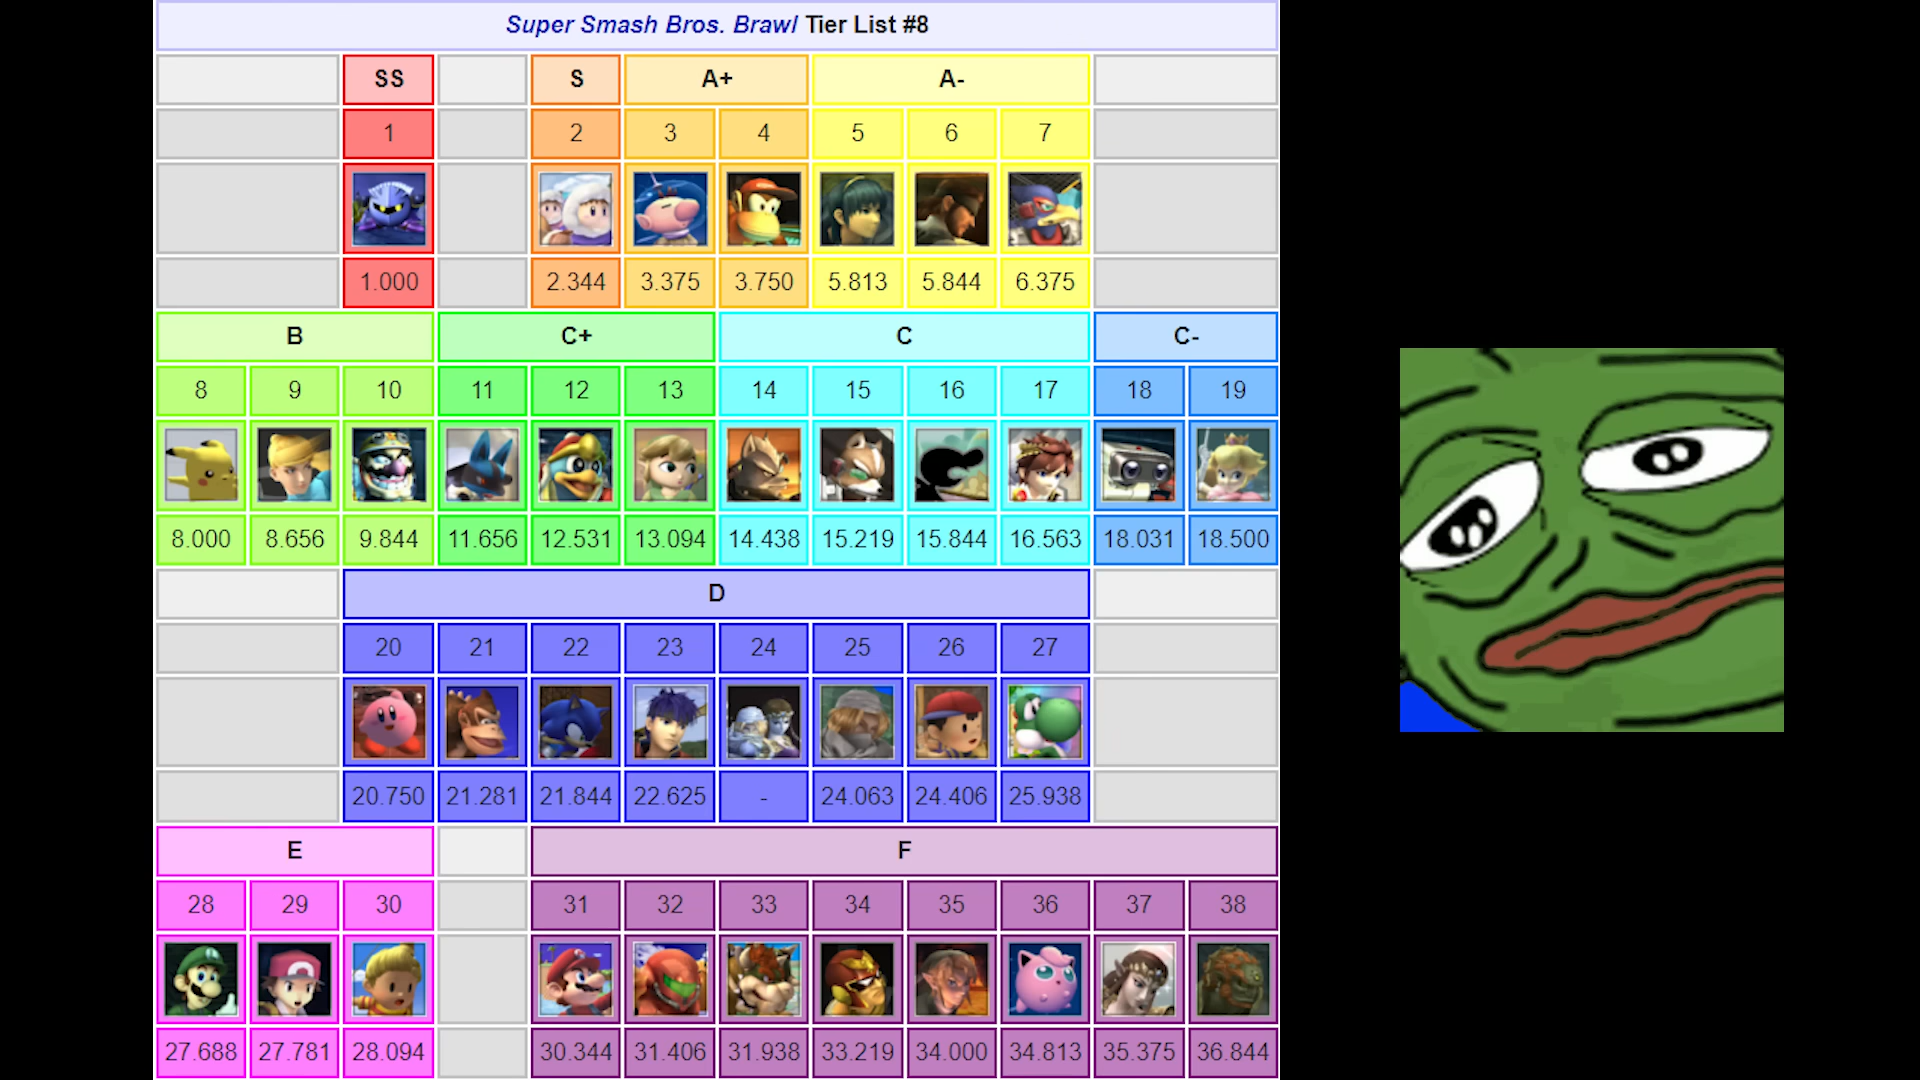 Super Smash Bros. Brawl Tier List #8
SS S A+ A-
1 2 3 4 5 6 7
1.000 2.344 3.375 3.750 5.813 5.844 6.375
B C+ C C-
8 9 10 11 12 13 14 15 16 17 18 19
8.000 8.656 9.844 11.656 12.531 13.094 14.438 15.219 15.844 16.563 18.031 18.500
D
20 21 22 23 24 25 26 27
20.750 21.281 21.844 22.625 - 24.063 24.406 25.938
E F
28 29 30 31 32 33 34 35 36 37 38
27.688 27.781 28.094 30.344 31.406 31.938 33.219 34.000 34.813 35.375 36.844